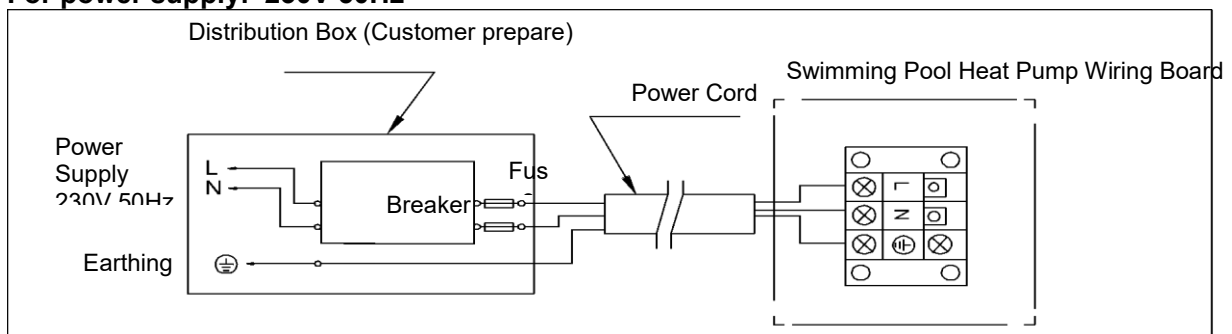 For power supply: 230V 50Hz
Distribution Box (Customer prepare)
Swimming Pool Heat Pump Wiring Board
Power Cord
Power
Supply
230V 50Hz
L
N
Fus
Breaker
Earthing
L
N